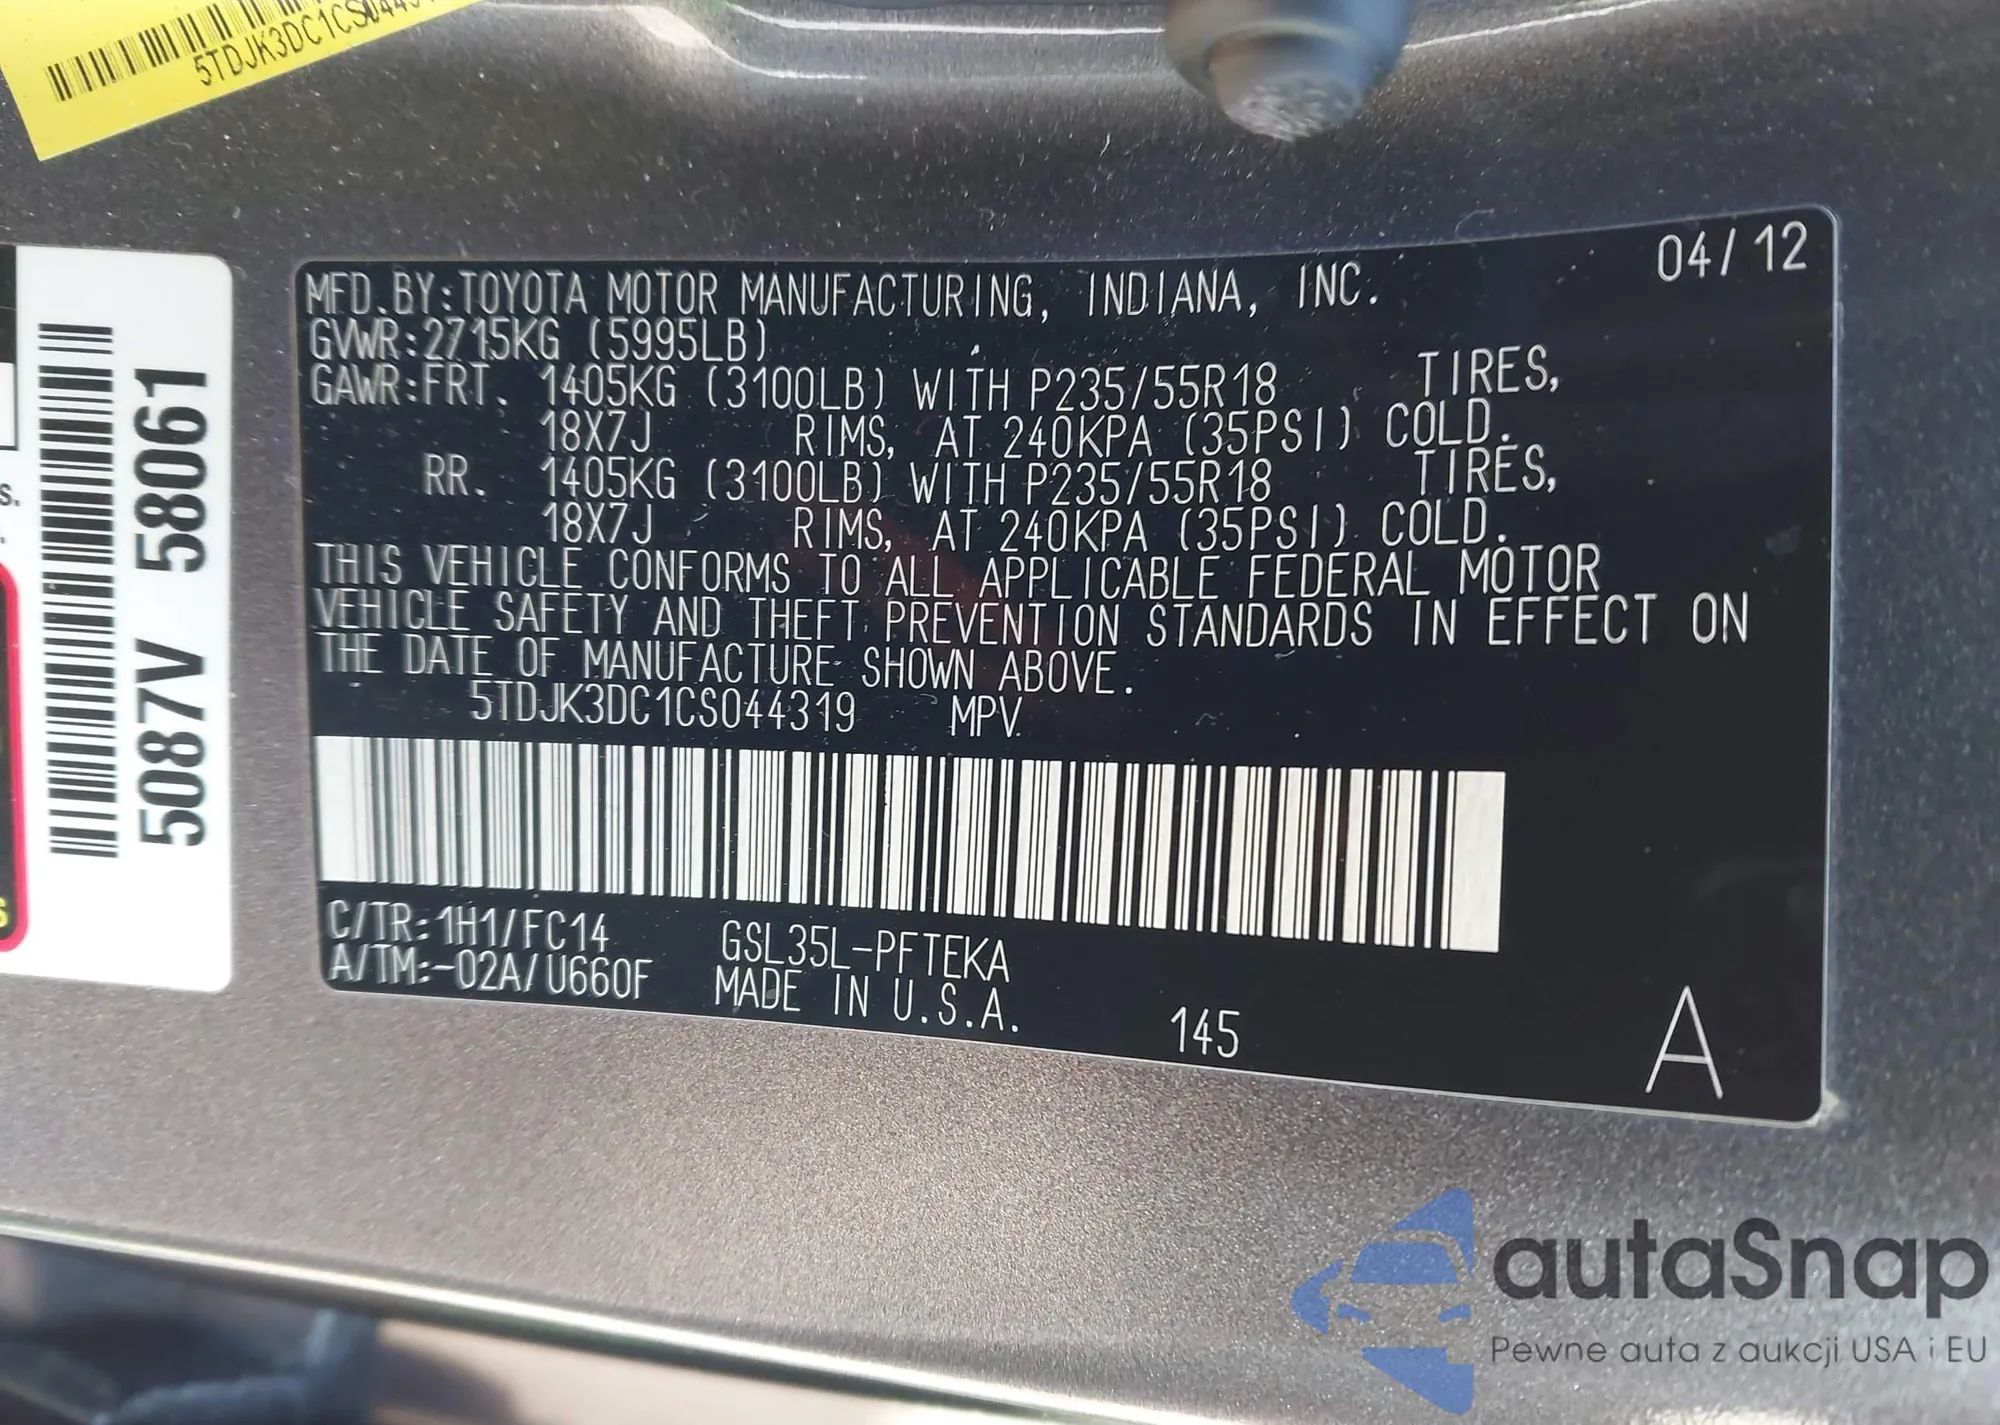 5TDJK3DC1CS0443
5087V 58061
S.
04/12
MFD.BY:TOYOTA MOTOR MANUFACTURING, INDIANA, INC.
GVWR:2715KG (5995LB)
GAWR:FRT. 1405KG (3100LB) WITH P235/55R18 TIRES,
18X7J RIMS, AT 240KPA (35PSI) COLD.
RR. 1405KG (3100LB) WITH P235/55R18 TIRES,
18X7J RIMS, AT 240KPA (35PSI) COLD.
THIS VEHICLE CONFORMS TO ALL APPLICABLE FEDERAL MOTOR
VEHICLE SAFETY AND THEFT PREVENTION STANDARDS IN EFFECT ON
THE DATE OF MANUFACTURE SHOWN ABOVE.
5TDJK3DC1CS044319 MPV
C/TR:1H1/FC14 GSL35L-PFTEKA
A/TM:-02A/U660F MADE IN U.S.A.
145
A
autaSnap
Pewne auta z aukcji USA i EU